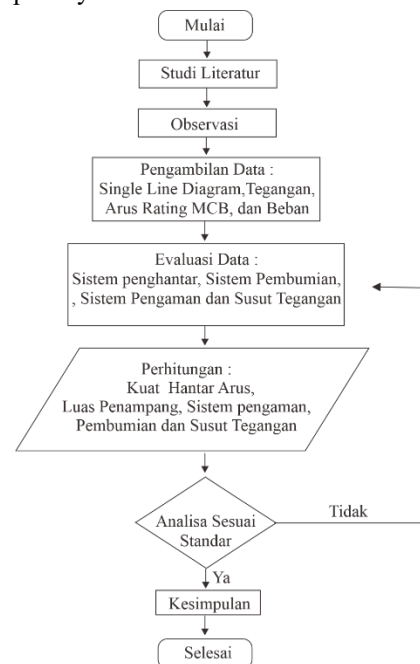 Mulai
Studi Literatur
Observasi
Pengambilan Data :
Single Line Diagram,Tegangan,
Arus Rating MCB, dan Beban
Evaluasi Data :
Sistem penghantar, Sistem Pembumian,
, Sistem Pengaman dan Susut Tegangan
Perhitungan :
Kuat Hantar Arus,
Luas Penampang, Sistem pengaman,
Pembumian dan Susut Tegangan
Analisa Sesuai
Standar
Tidak
Ya
Kesimpulan
Selesai